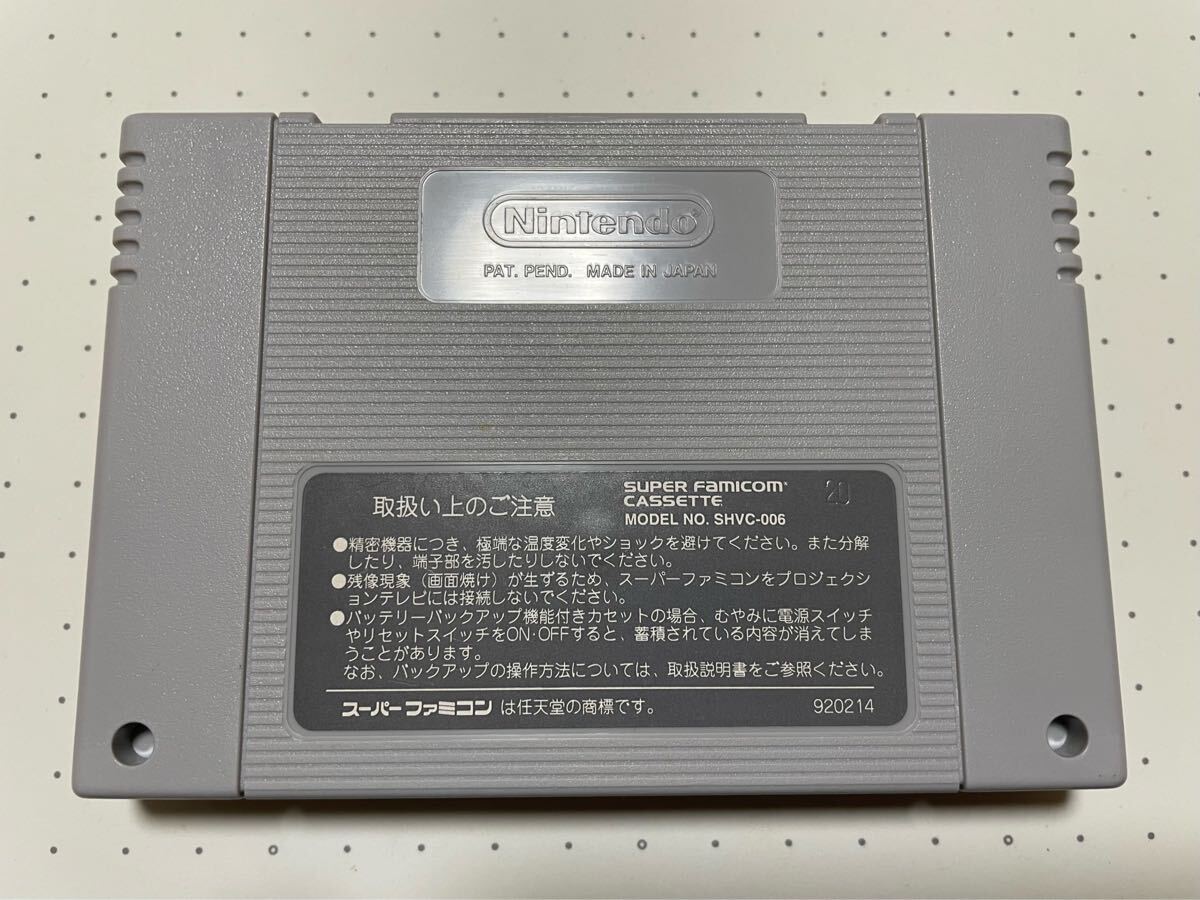 Nintendo®
PAT. PEND. MADE IN JAPAN
取扱い上のご注意
SUPER FAMICOM™
CASSETTE
MODEL NO. SHVC-006
20
●精密機器につき、極端な温度変化やショックを避けてください。また分解
したり、端子部を汚したりしないでください。
●残像現象(画面焼け)が生ずるため、スーパーファミコンをプロジェクシ
ョンテレビには接続しないでください。
●バッテリーバックアップ機能付きカセットの場合、むやみに電源スイッチ
やリセットスイッチをON・OFFすると、蓄積されている内容が消えてしま
うことがあります。
なお、バックアップの操作方法については、取扱説明書をご参照ください。
スーパーファミコン は任天堂の商標です。
920214